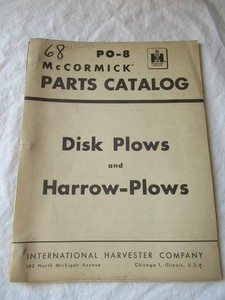 68
PO-8
McCORMICK
PARTS CATALOG
Disk Plows
and
Harrow-Plows
INTERNATIONAL HARVESTER COMPANY
180 North Michigan Avenue Chicago 1, Illinois, U.S.A.